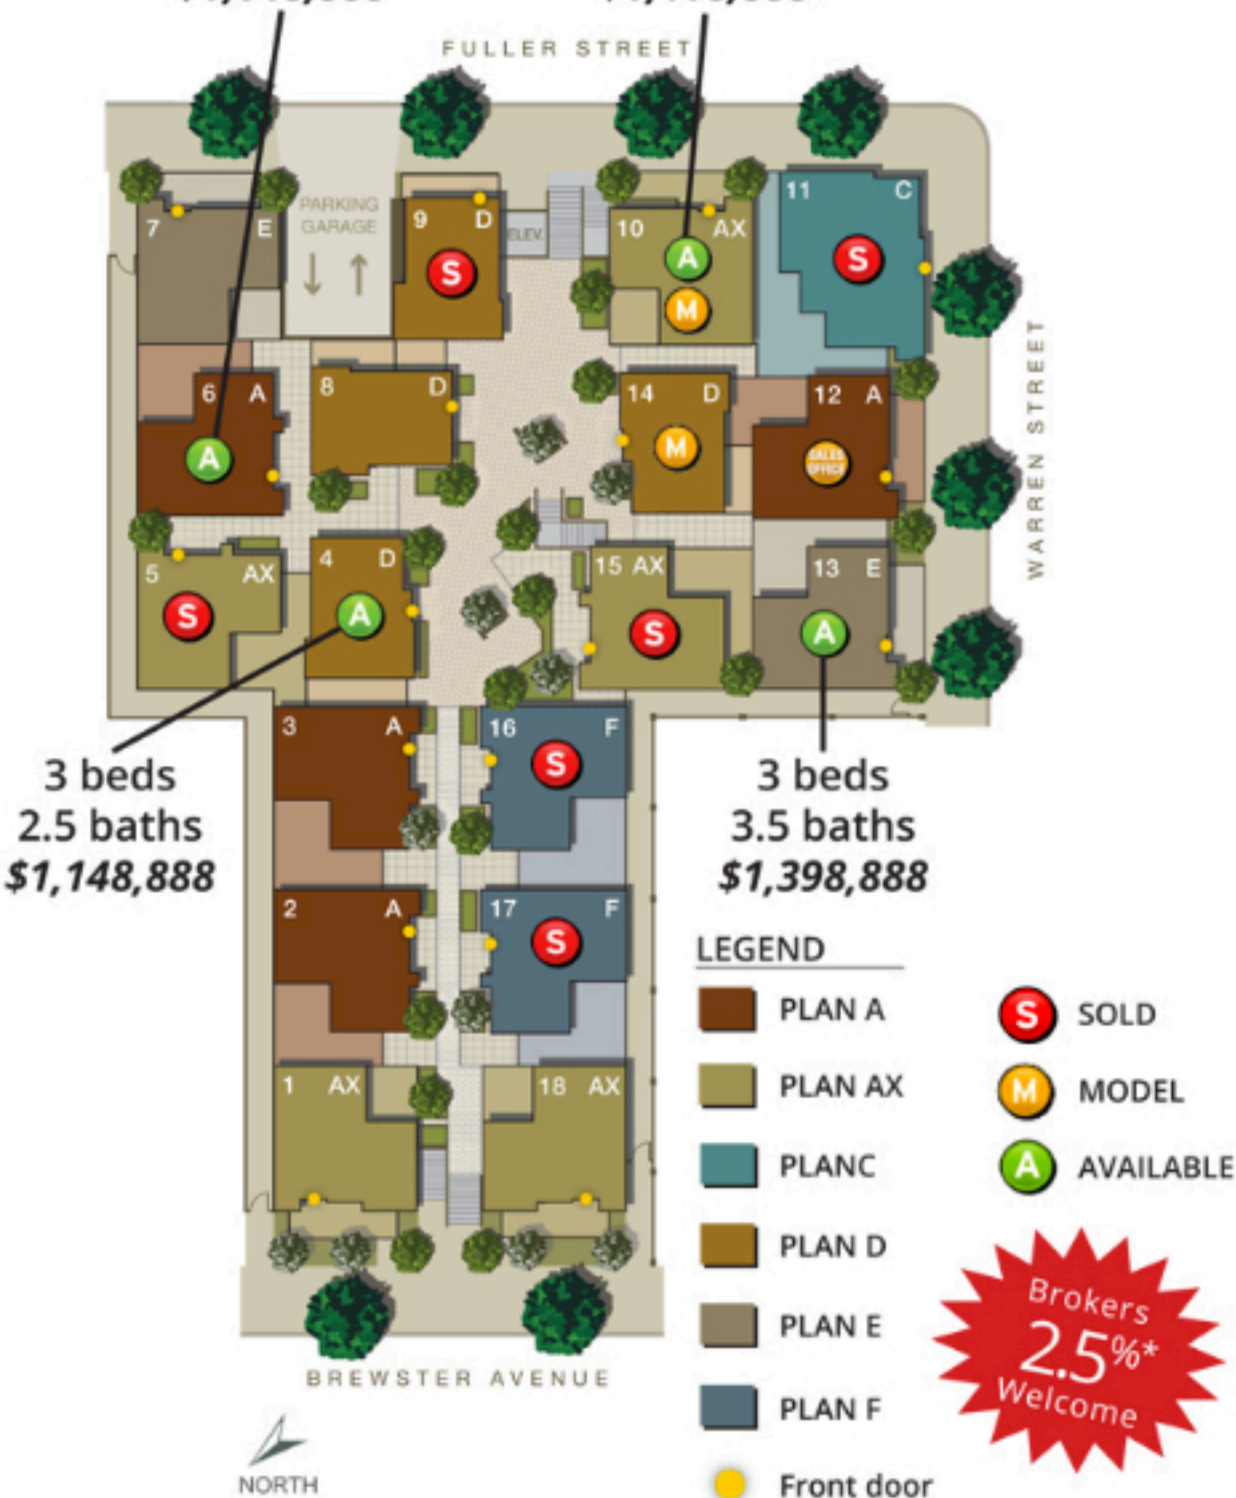 FULLER STREET
PARKING
GARAGE
7 E
9 D
S
ELEV.
10 AX
A
M
11 C
S
WARREN STREET
6 A
A
8 D
14 D
M
12 A
SALES
OFFICE
5 AX
S
4 D
A
15 AX
S
13 E
A
3 beds
2.5 baths
$1,148,888
3 beds
3.5 baths
$1,398,888
3 A
16 F
S
2 A
17 F
S
1 AX
18 AX
BREWSTER AVENUE
NORTH
LEGEND
PLAN A
PLAN AX
PLANC
PLAN D
PLAN E
PLAN F
Front door
S SOLD
M MODEL
A AVAILABLE
Brokers
2.5%*
Welcome